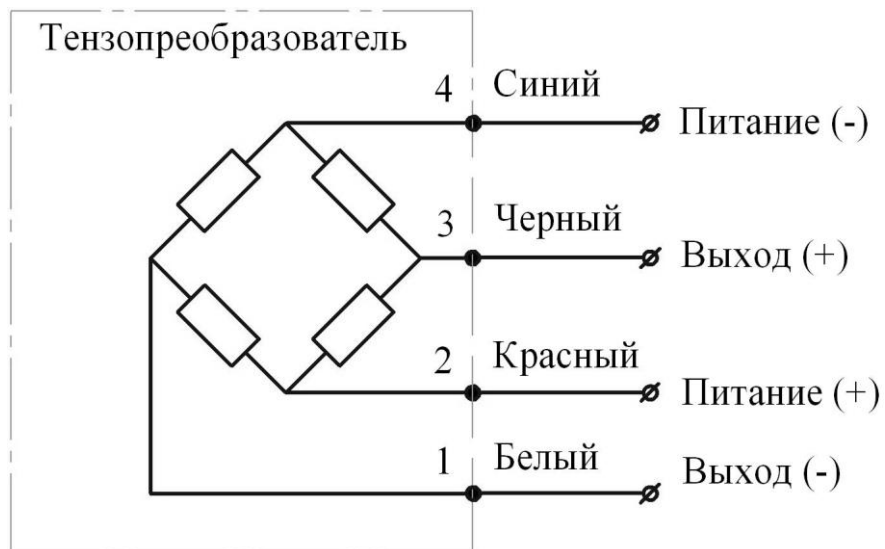 Тензопреобразователь
4 Синий
Питание (-)
3 Черный
Выход (+)
2 Красный
Питание (+)
1 Белый
Выход (-)